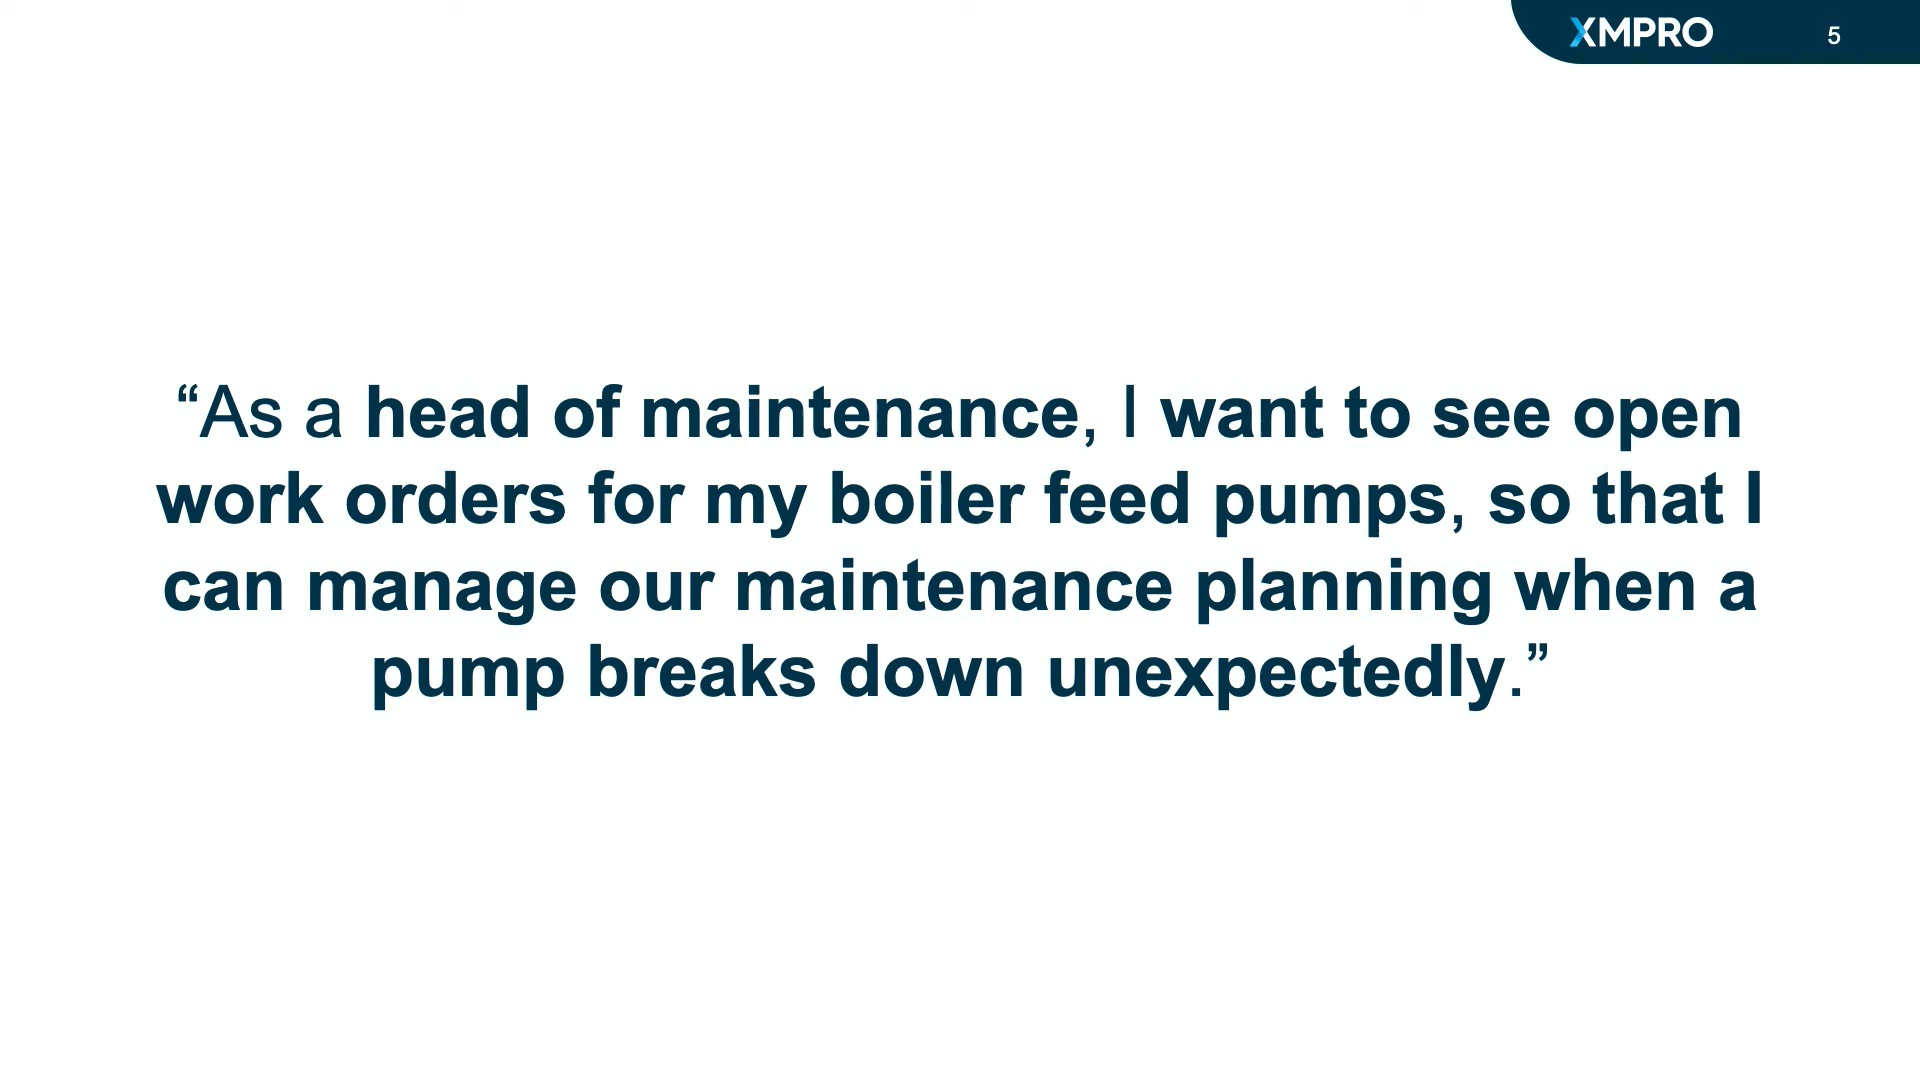 XMPRO 5
“As a head of maintenance, I want to see open
work orders for my boiler feed pumps, so that I
can manage our maintenance planning when a
pump breaks down unexpectedly.”